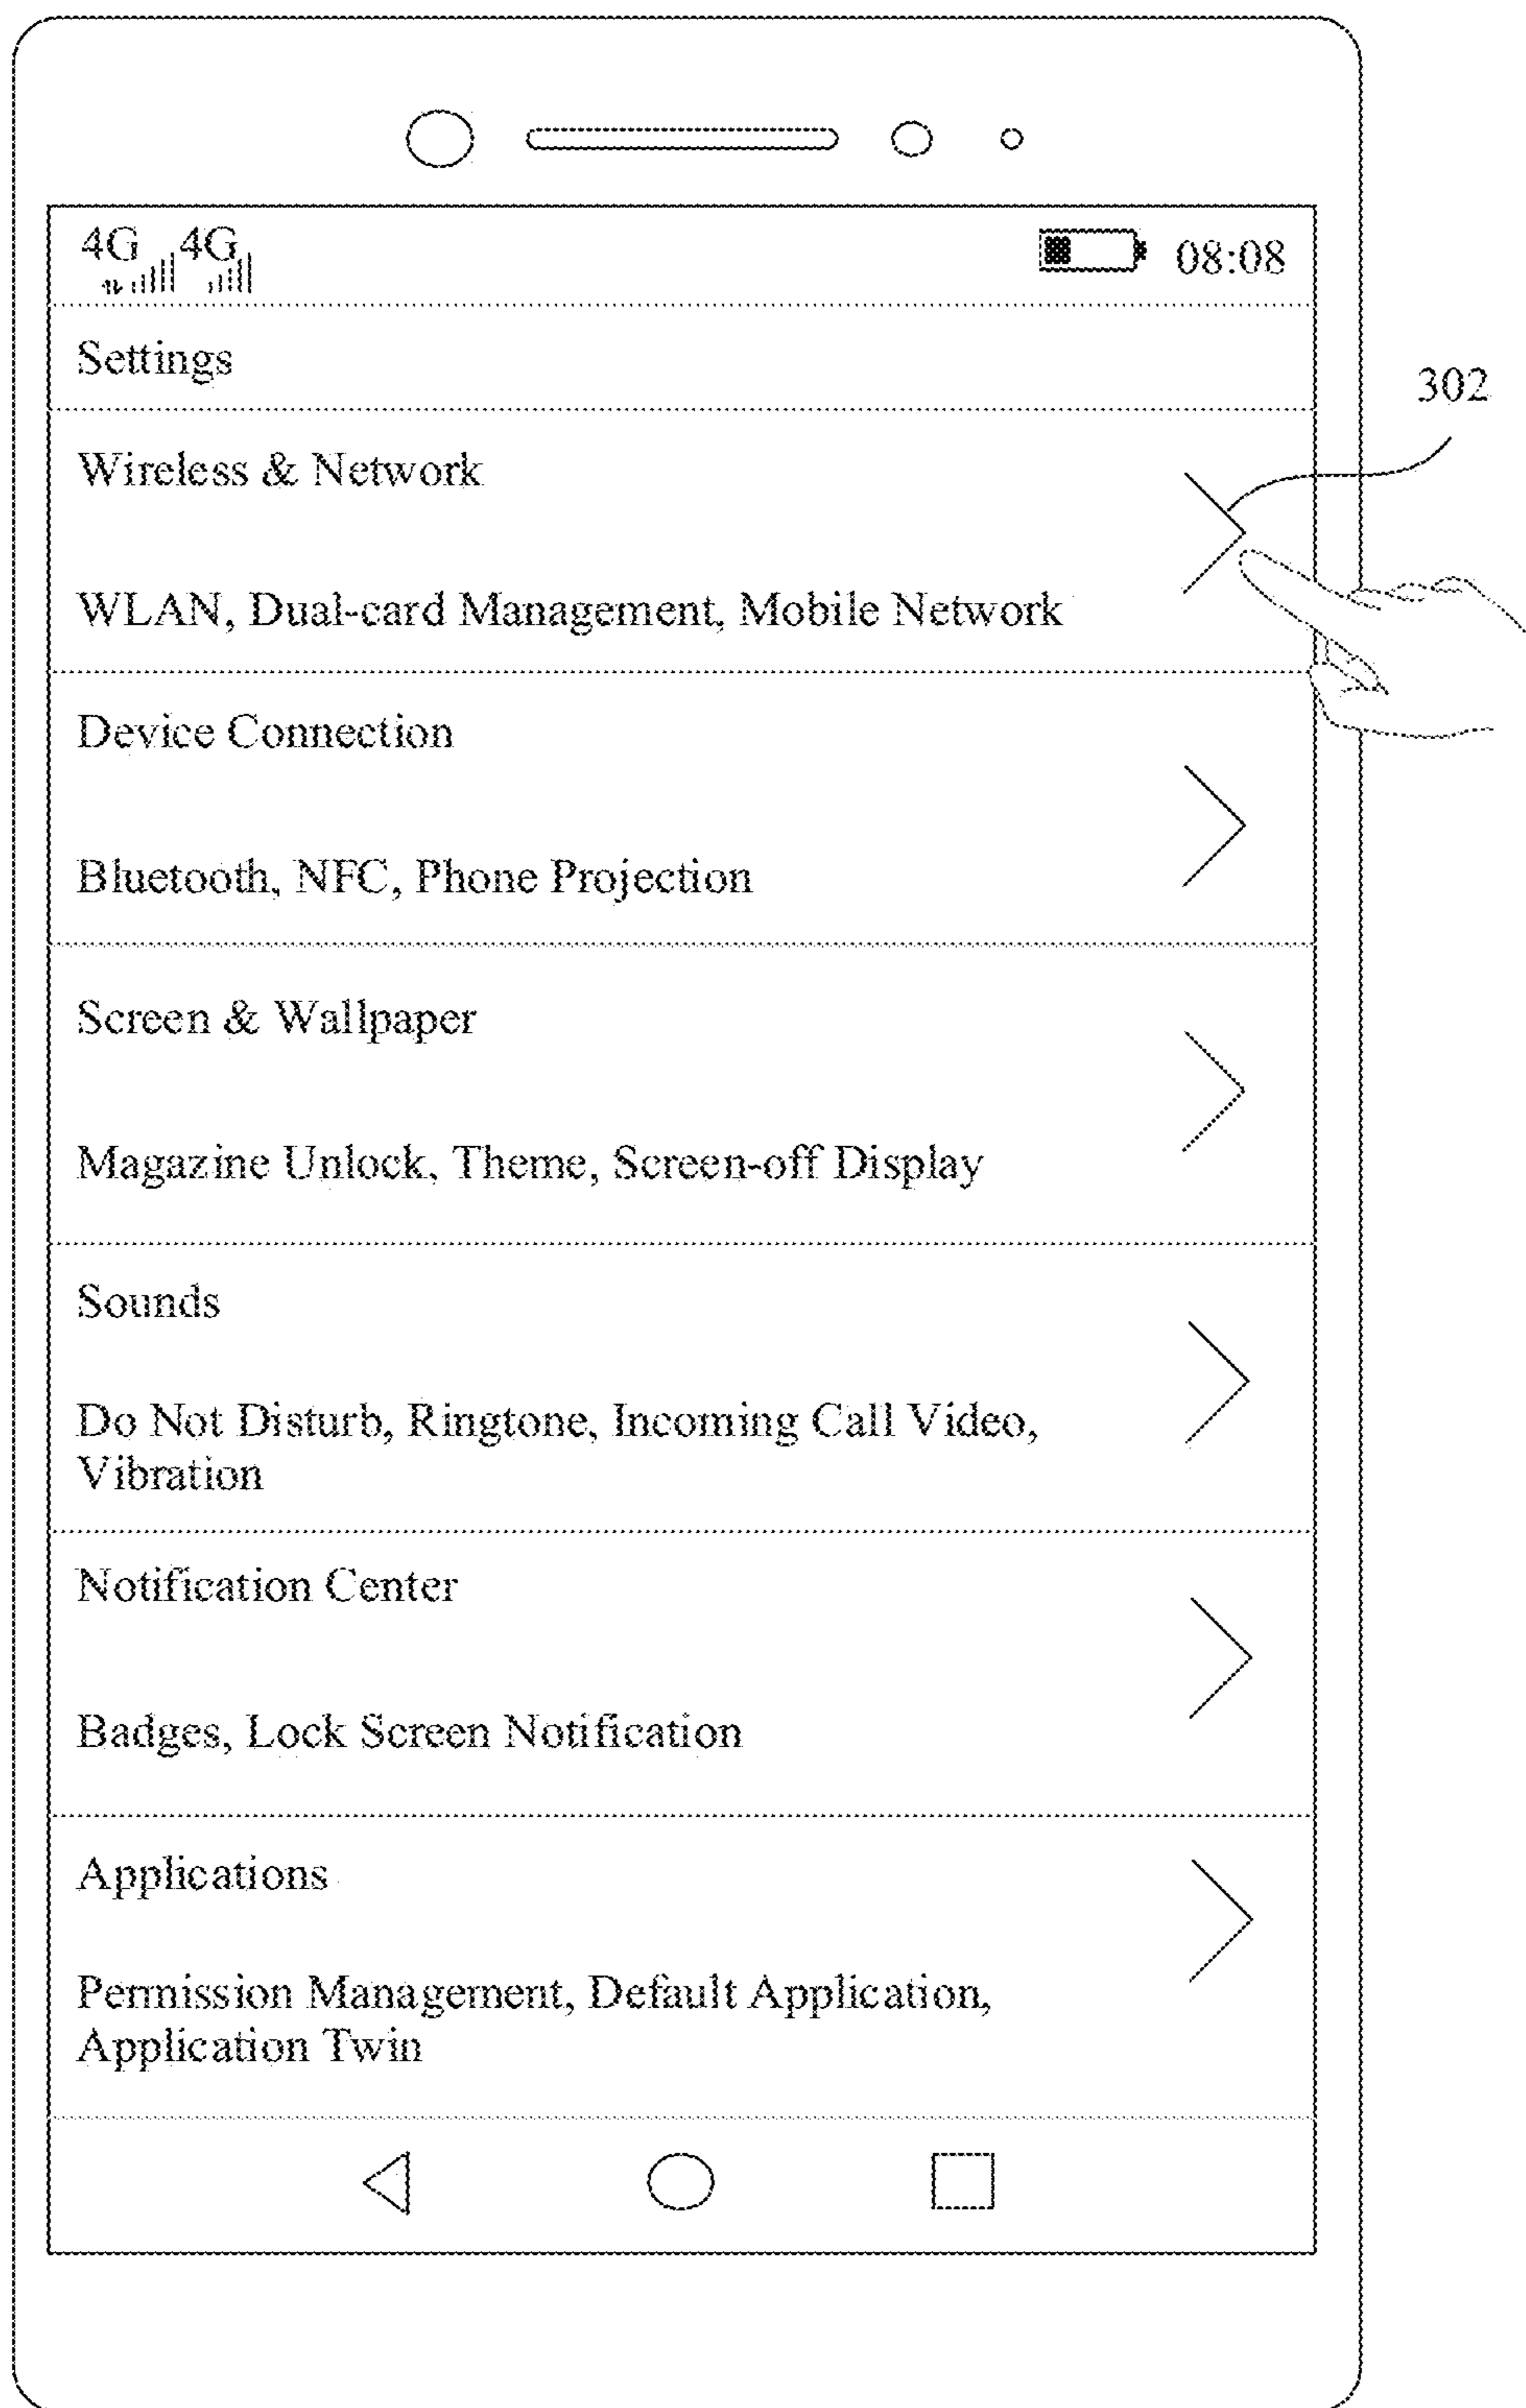 4G 4G 08:08
Settings
302
Wireless & Network
WLAN, Dual-card Management, Mobile Network
Device Connection
Bluetooth, NFC, Phone Projection
Screen & Wallpaper
Magazine Unlock, Theme, Screen-off Display
Sounds
Do Not Disturb, Ringtone, Incoming Call Video,
Vibration
Notification Center
Badges, Lock Screen Notification
Applications
Permission Management, Default Application,
Application Twin